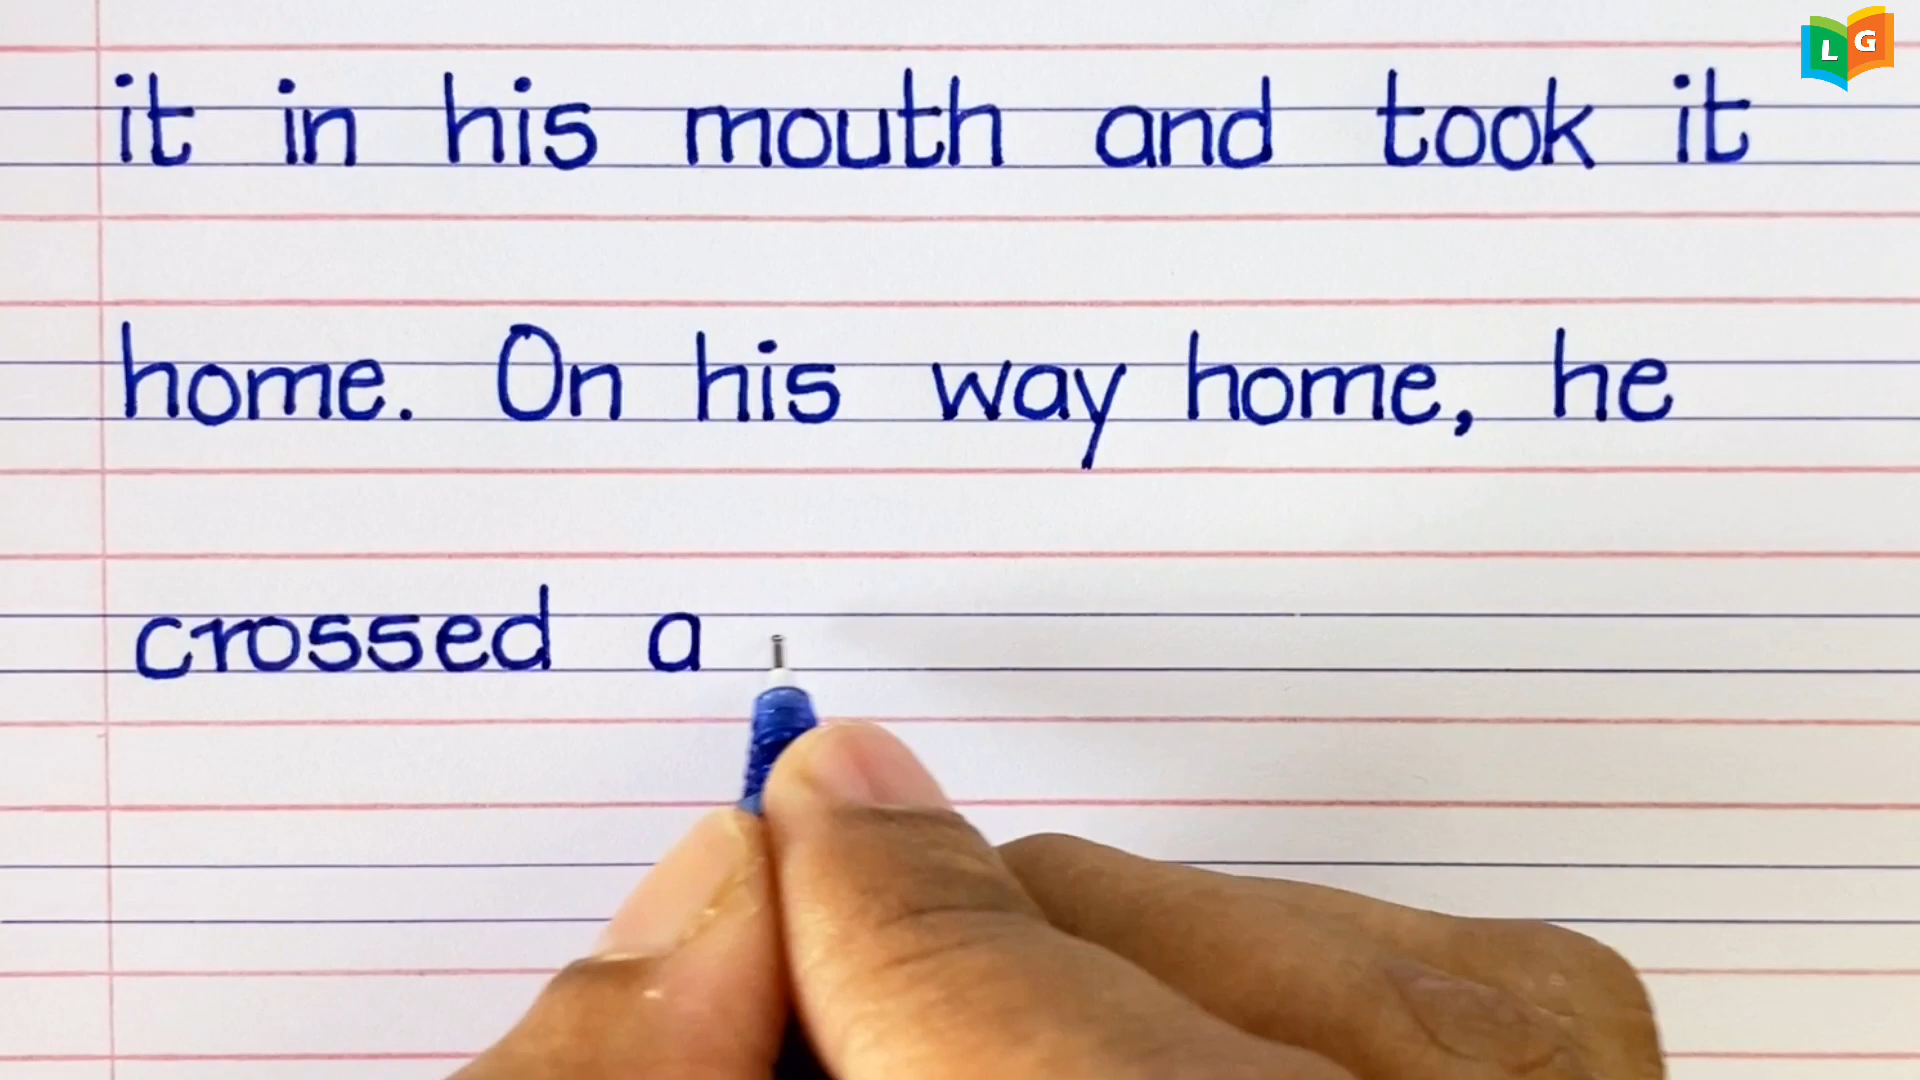 L G
it in his mouth and took it
home. On his way home, he
crossed a